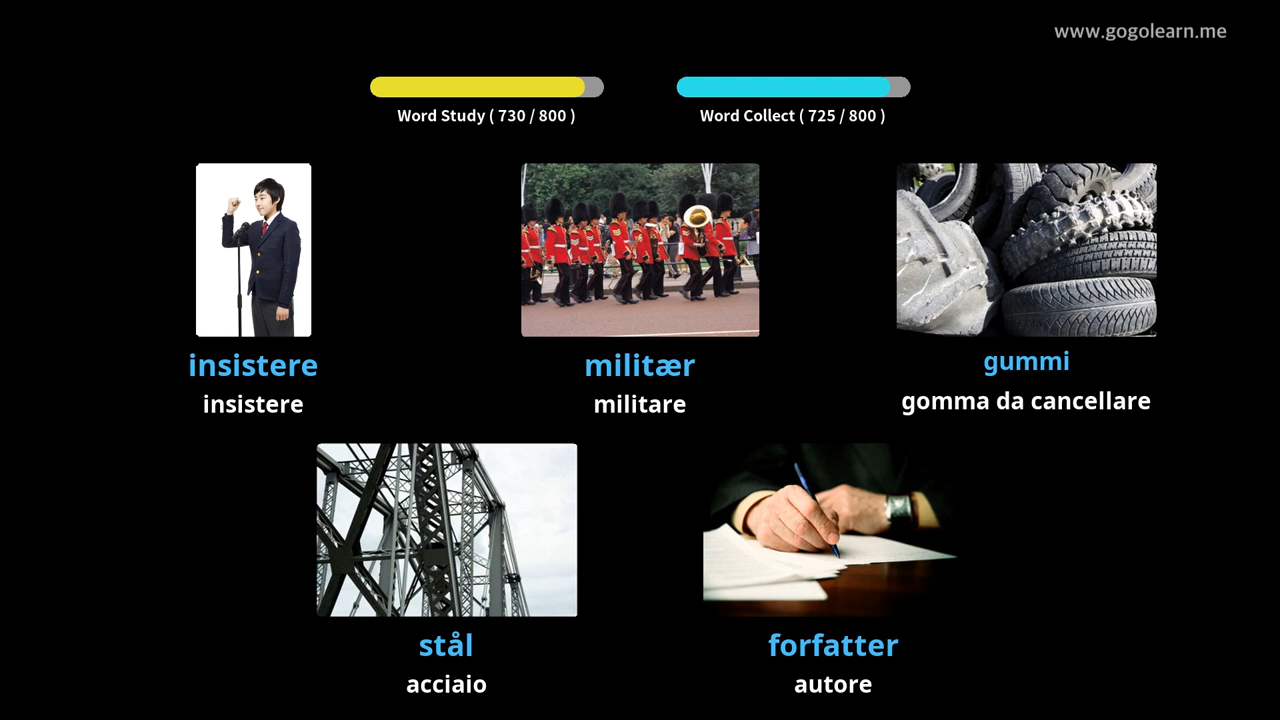 www.gogolearn.me
Word Study ( 730 / 800 )
Word Collect ( 725 / 800 )
insistere
insistere
militær
militare
gummi
gomma da cancellare
stål
acciaio
forfatter
autore